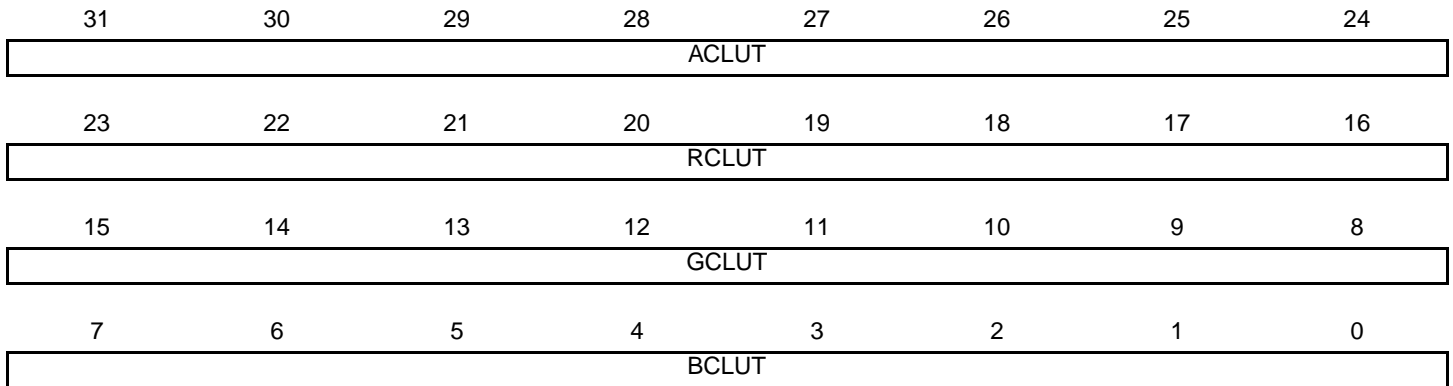 31 30 29 28 27 26 25 24
ACLUT
23 22 21 20 19 18 17 16
RCLUT
15 14 13 12 11 10 9 8
GCLUT
7 6 5 4 3 2 1 0
BCLUT